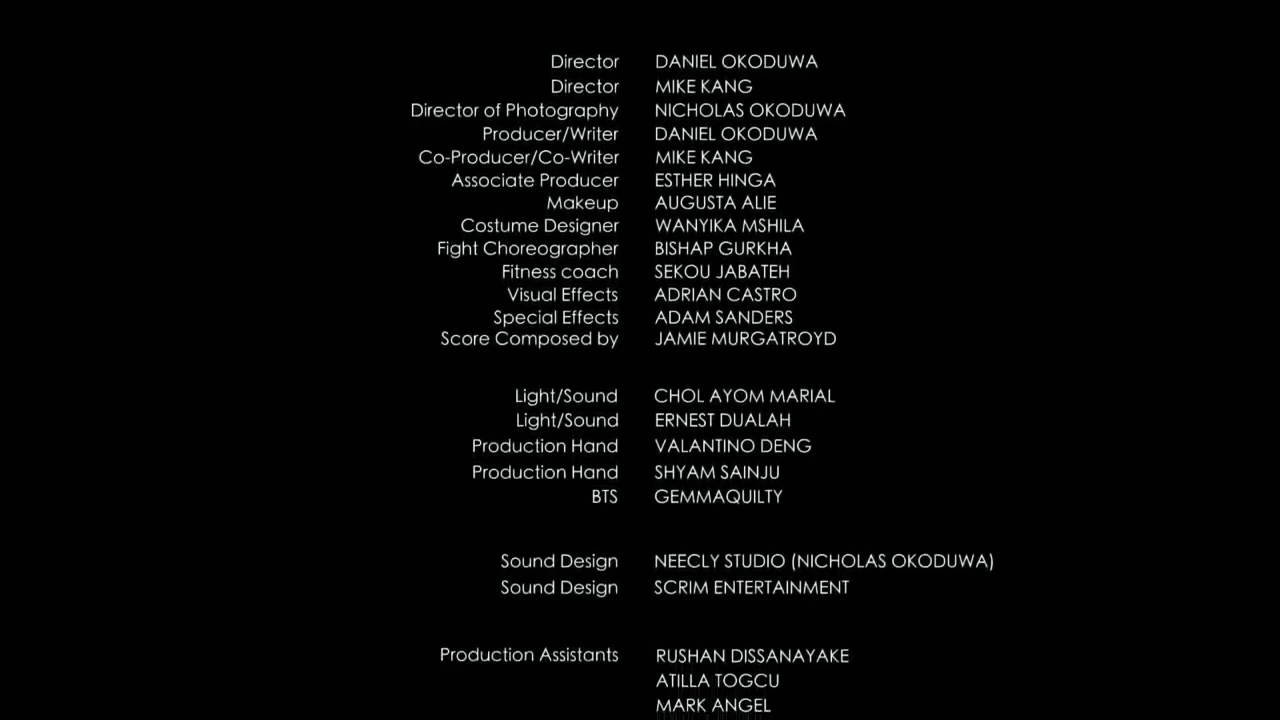 Director DANIEL OKODUWA
Director MIKE KANG
Director of Photography NICHOLAS OKODUWA
Producer/Writer DANIEL OKODUWA
Co-Producer/Co-Writer MIKE KANG
Associate Producer ESTHER HINGA
Makeup AUGUSTA ALIE
Costume Designer WANYIKA MSHILA
Fight Choreographer BISHAP GURKHA
Fitness coach SEKOU JABATEH
Visual Effects ADRIAN CASTRO
Special Effects ADAM SANDERS
Score Composed by JAMIE MURGATROYD
Light/Sound CHOL AYOM MARIAL
Light/Sound ERNEST DUALAH
Production Hand VALANTINO DENG
Production Hand SHYAM SAINJU
BTS GEMMAQUILTY
Sound Design NEECLY STUDIO (NICHOLAS OKODUWA)
Sound Design SCRIM ENTERTAINMENT
Production Assistants RUSHAN DISSANAYAKE
ATILLA TOGCU
MARK ANGEL